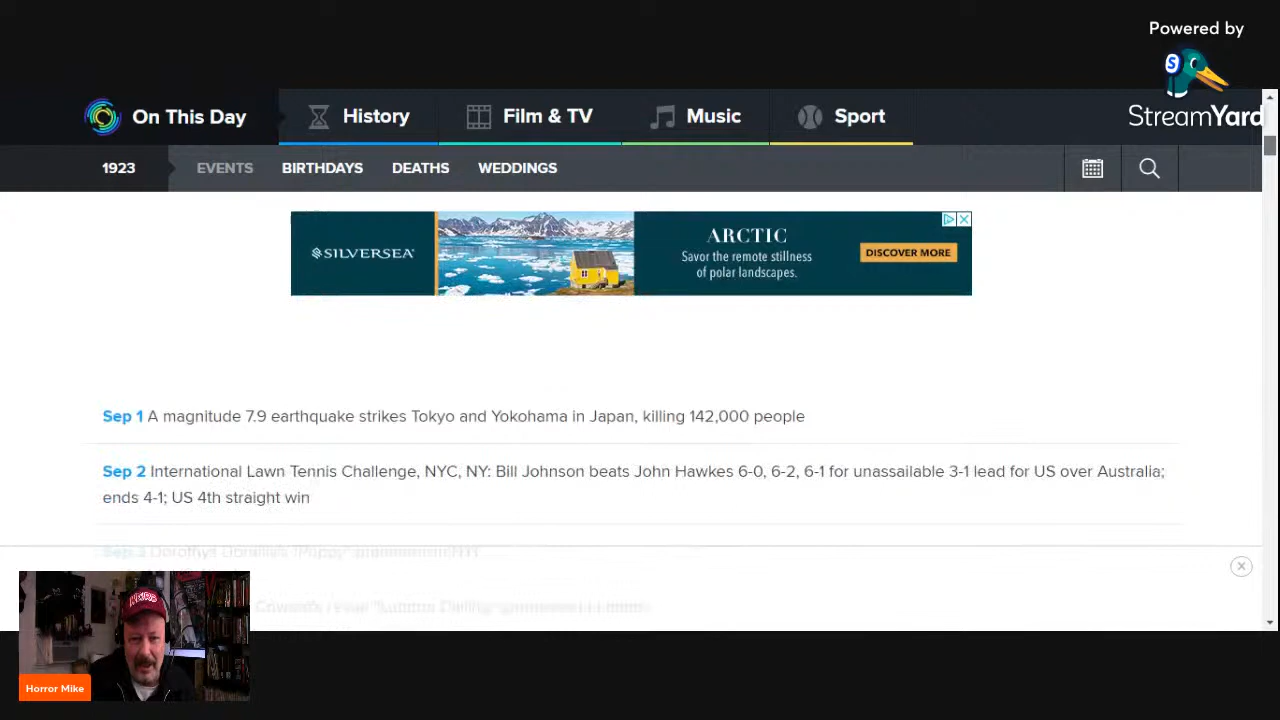 Powered by
StreamYard
On This Day
History
Film & TV
Music
Sport
1923
EVENTS
BIRTHDAYS
DEATHS
WEDDINGS
SILVERSEA
ARCTIC
Savor the remote stillness
of polar landscapes.
DISCOVER MORE
Sep 1 A magnitude 7.9 earthquake strikes Tokyo and Yokohama in Japan, killing 142,000 people
Sep 2 International Lawn Tennis Challenge, NYC, NY: Bill Johnson beats John Hawkes 6-0, 6-2, 6-1 for unassailable 3-1 lead for US over Australia;
ends 4-1; US 4th straight win
Sep 3
Horror Mike